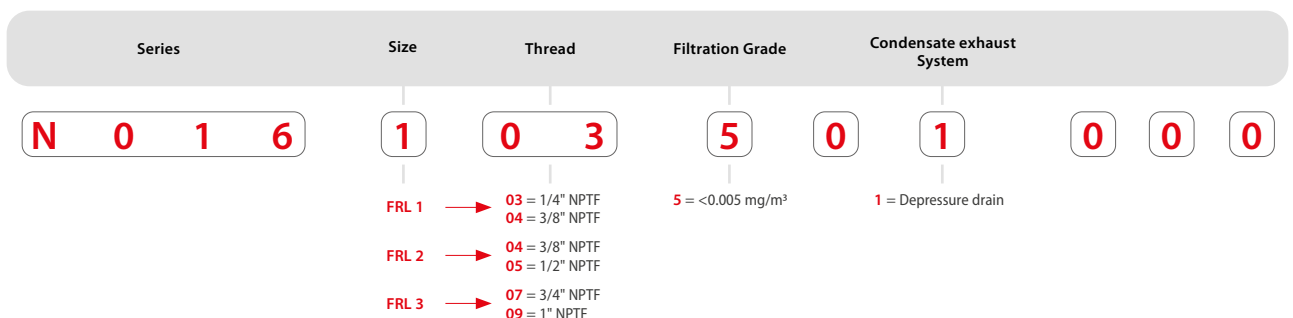 Series Size Thread Filtration Grade Condensate exhaust
System
N 0 1 6 1 0 3 5 0 1 0 0 0
FRL 1 03 = 1/4" NPTF 5 = <0.005 mg/m³ 1 = Depressure drain
04 = 3/8" NPTF
FRL 2 04 = 3/8" NPTF
05 = 1/2" NPTF
FRL 3 07 = 3/4" NPTF
09 = 1" NPTF